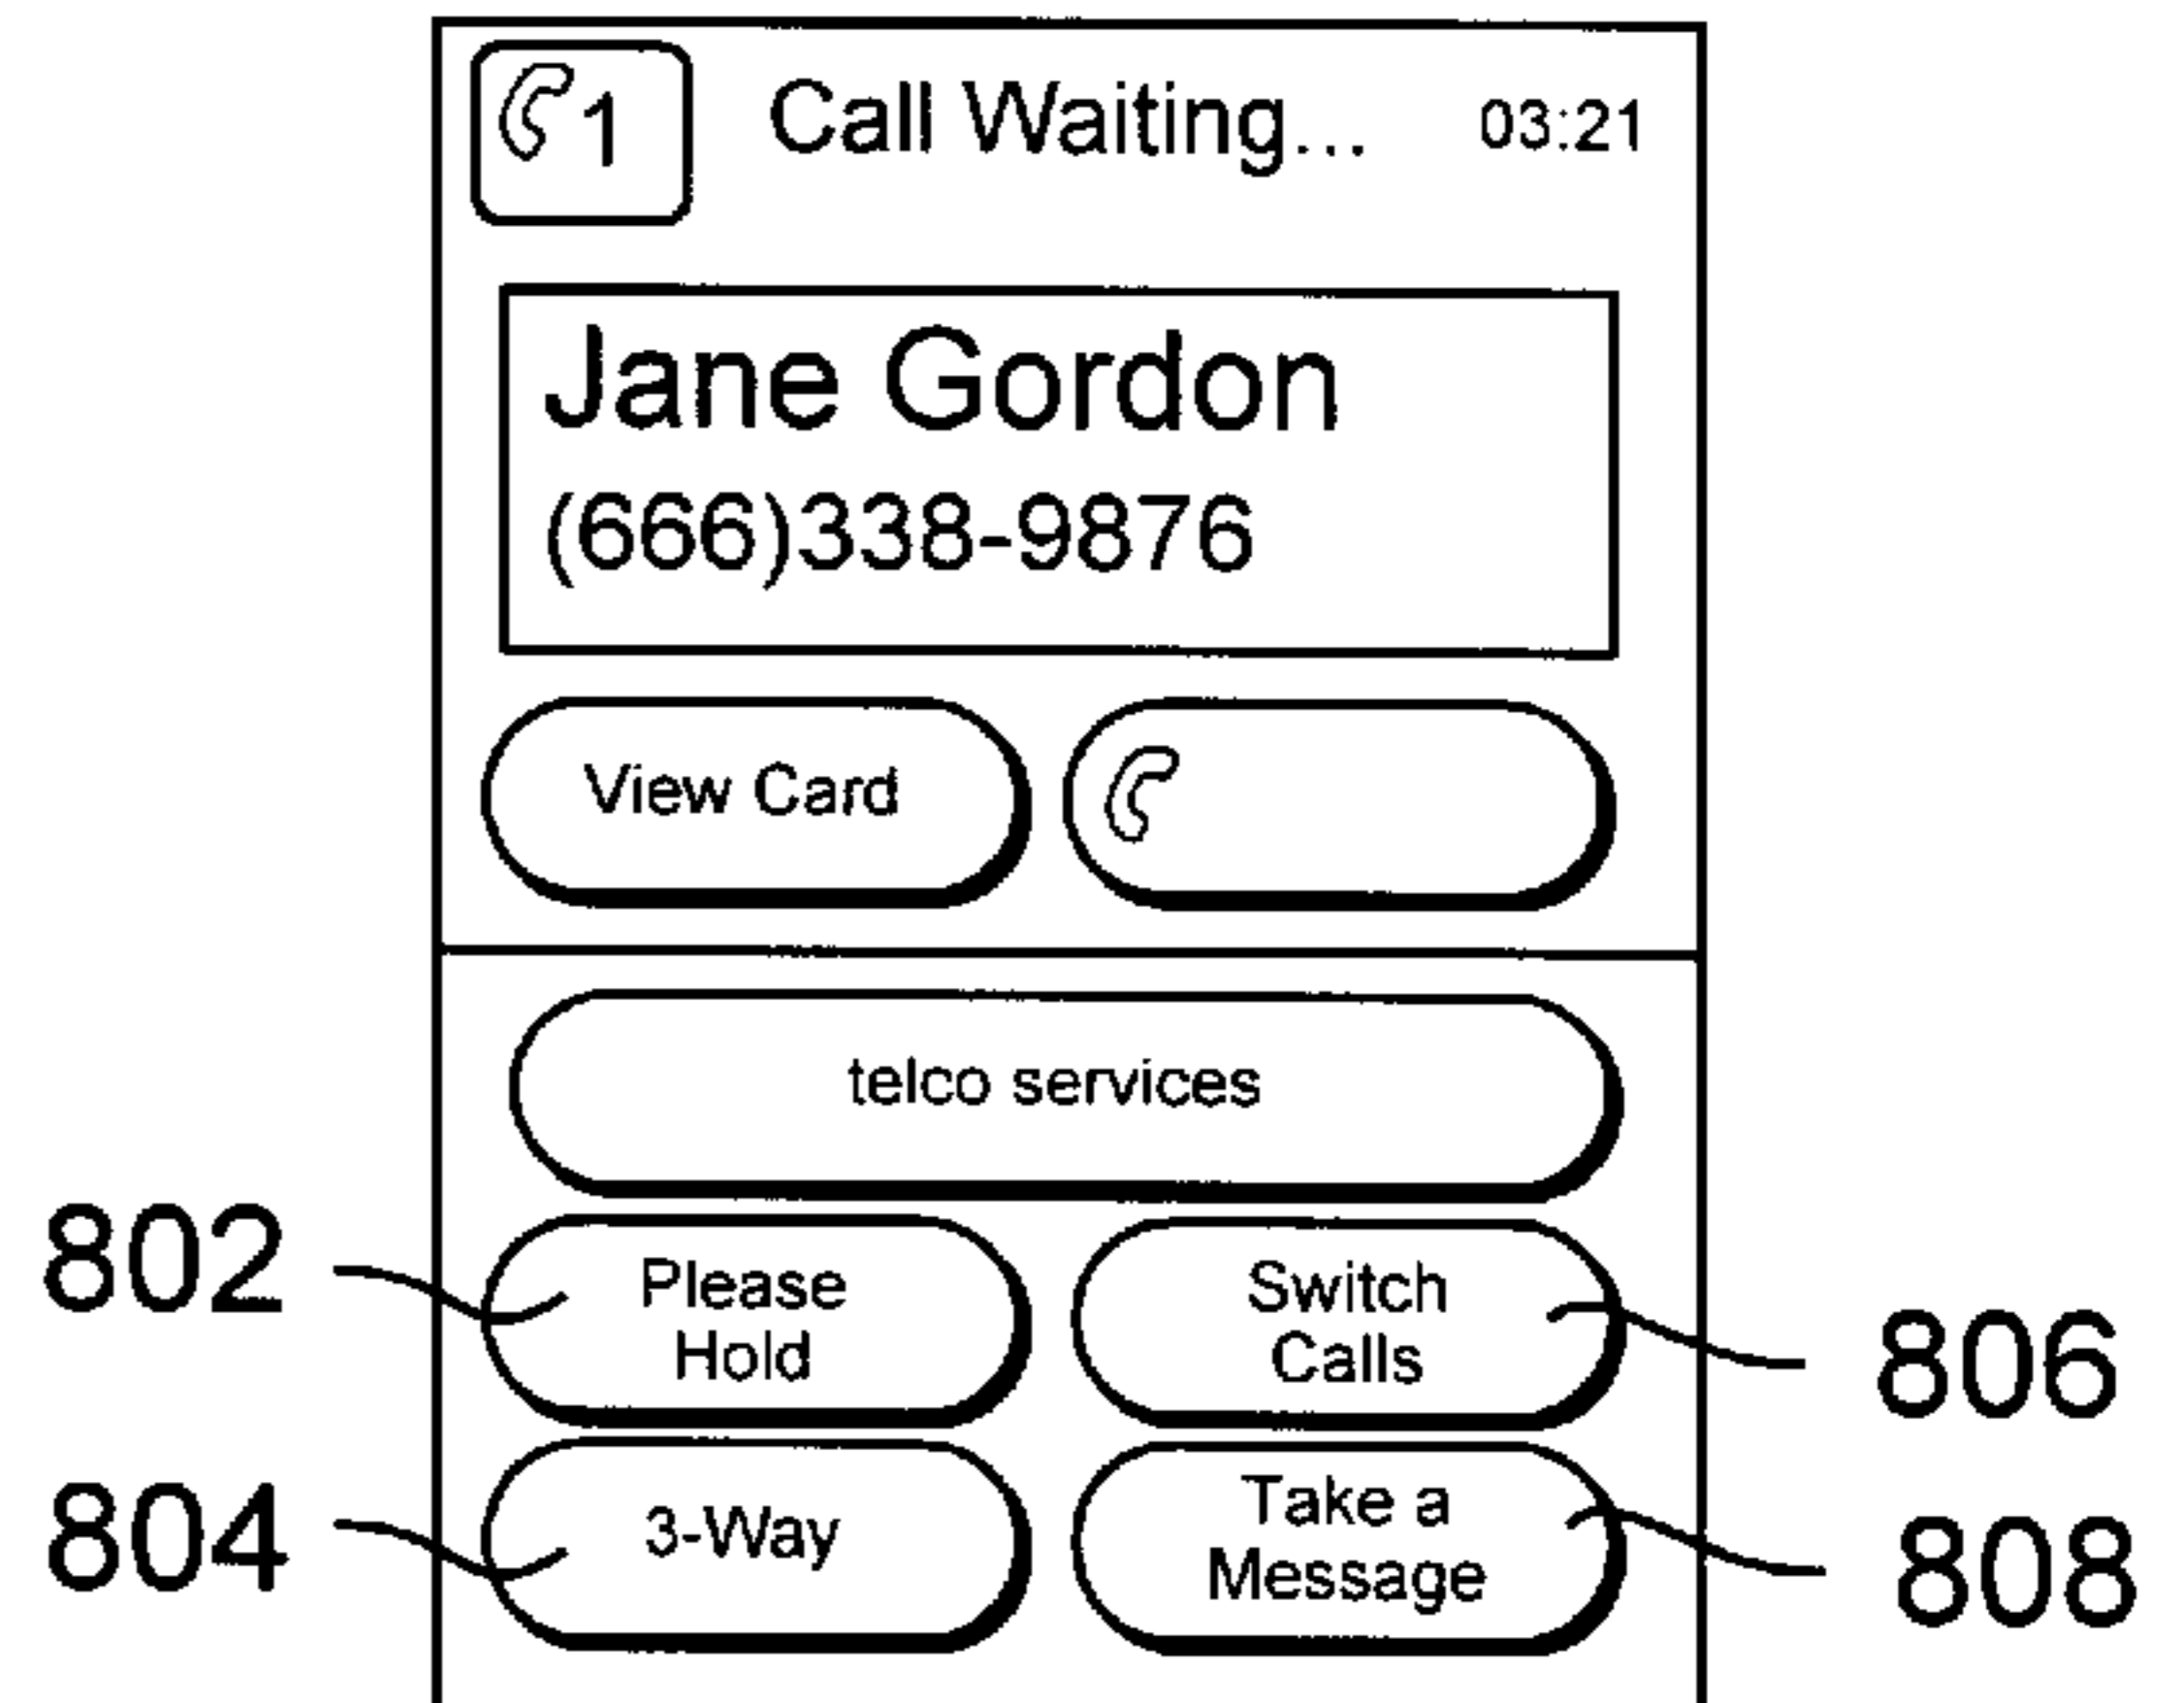 1 Call Waiting... 03:21
Jane Gordon
(666)338-9876
View Card
telco services
802
Please
Hold
Switch
Calls
806
804
3-Way
Take a
Message
808